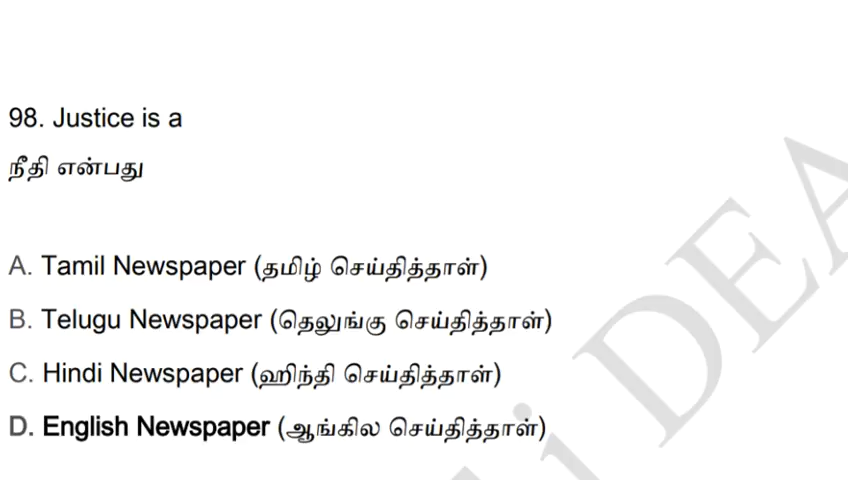 98. Justice is a
நீதி என்பது
A. Tamil Newspaper (தமிழ் செய்தித்தாள்)
B. Telugu Newspaper (தெலுங்கு செய்தித்தாள்)
C. Hindi Newspaper (ஹிந்தி செய்தித்தாள்)
D. English Newspaper (ஆங்கில செய்தித்தாள்)